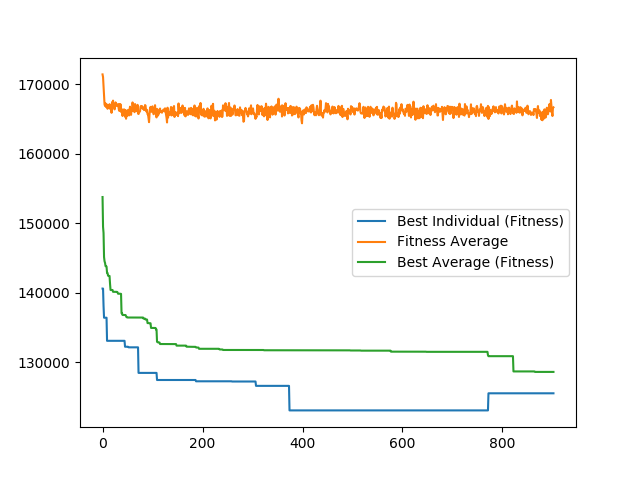 170000
160000
150000
140000
130000
Best Individual (Fitness)
Fitness Average
Best Average (Fitness)
0 200 400 600 800